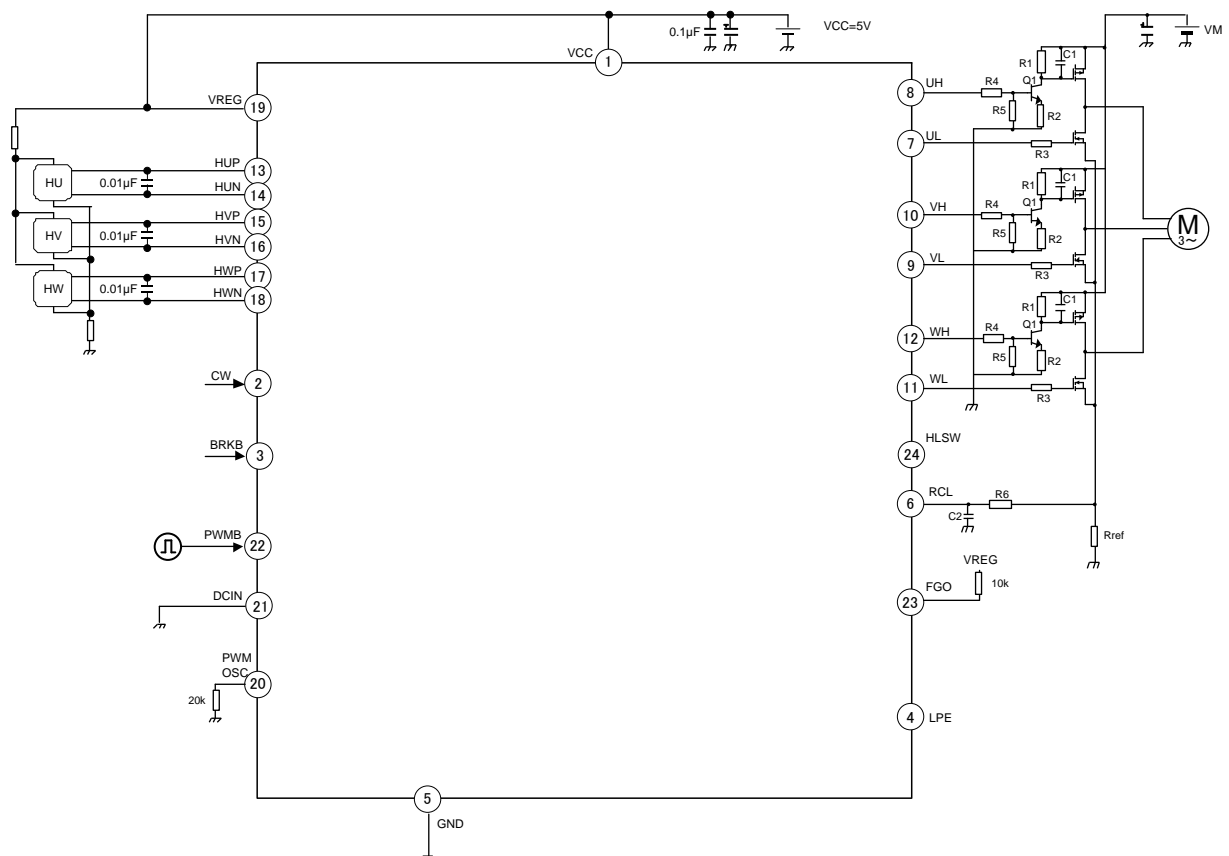 VCC=5V
0.1µF
VM
VCC
1
VREG
19
HU
0.01µF
HUP
13
HUN
14
HV
0.01µF
HVP
15
HVN
16
HW
0.01µF
HWP
17
HWN
18
CW
2
BRKB
3
PWMB
22
DCIN
21
PWM
OSC
20
20k
5
GND
8
UH
R4
R5
Q1
R1
C1
R2
7
UL
R3
10
VH
R4
R5
Q1
R1
C1
R2
9
VL
R3
12
WH
R4
R5
Q1
R1
C1
R2
11
WL
R3
M
3~
HLSW
24
6
RCL
R6
C2
Rref
VREG
10k
23
FGO
4
LPE